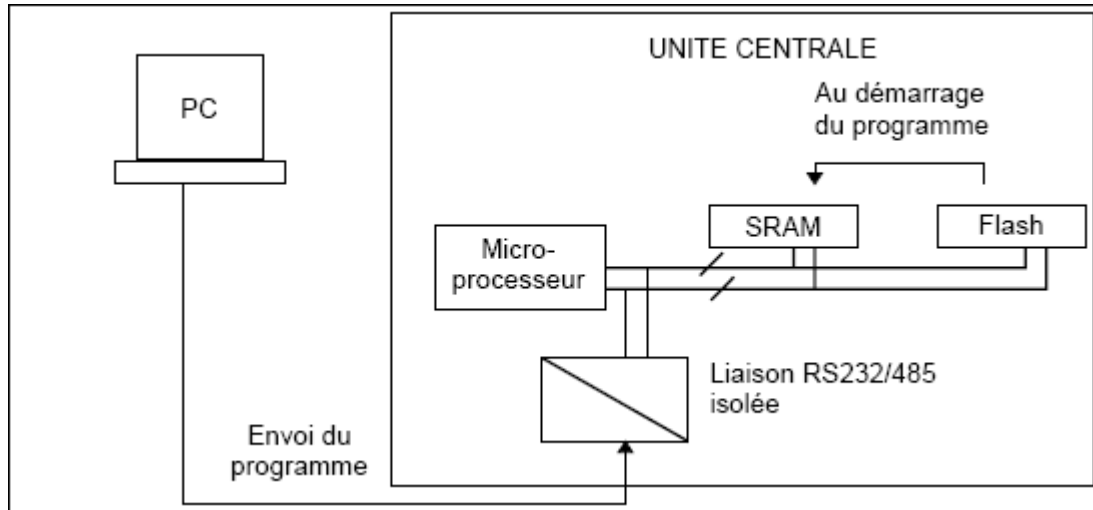 UNITE CENTRALE
PC
Au démarrage
du programme
SRAM
Flash
Micro-
processeur
Liaison RS232/485
isolée
Envoi du
programme